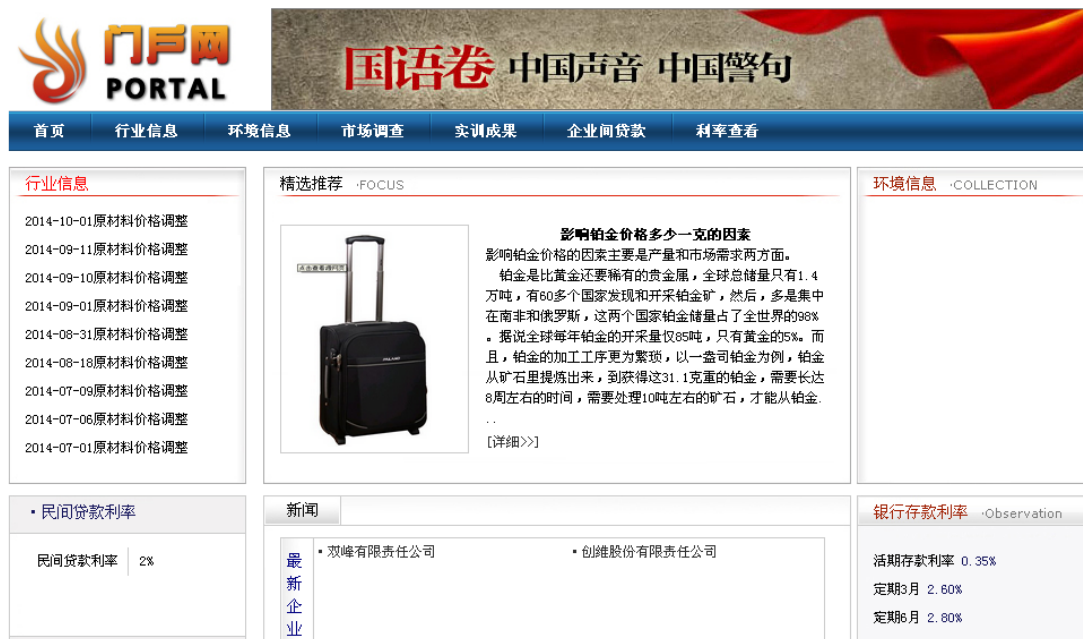 门户网
PORTAL
国语卷 中国声音 中国警句
首页 行业信息 环境信息 市场调查 实训成果 企业间贷款 利率查看
行业信息
2014-10-01原材料价格调整
2014-09-11原材料价格调整
2014-09-10原材料价格调整
2014-09-01原材料价格调整
2014-08-31原材料价格调整
2014-08-18原材料价格调整
2014-07-09原材料价格调整
2014-07-06原材料价格调整
2014-07-01原材料价格调整
精选推荐 ·FOCUS
影响铂金价格多少一克的因素
影响铂金价格的因素主要是产量和市场需求两方面。
铂金是比黄金还要稀有的贵金属，全球总储量只有1.4
万吨，有60多个国家发现和开采铂金矿，然后，多是集中
在南非和俄罗斯，这两个国家铂金储量占了全世界的98%
。据说全球每年铂金的开采量仅85吨，只有黄金的5%。而
且，铂金的加工工序更为繁琐，以一盎司铂金为例，铂金
从矿石里提炼出来，到获得这31.1克重的铂金，需要长达
8周左右的时间，需要处理10吨左右的矿石，才能从铂金.
..
[详细>>]
环境信息 ·COLLECTION
·民间贷款利率
民间贷款利率 2%
新闻
最新企业
▪双峰有限责任公司 ▪创维股份有限责任公司
银行存款利率 ·Observation
活期存款利率 0.35%
定期3月 2.60%
定期6月 2.80%